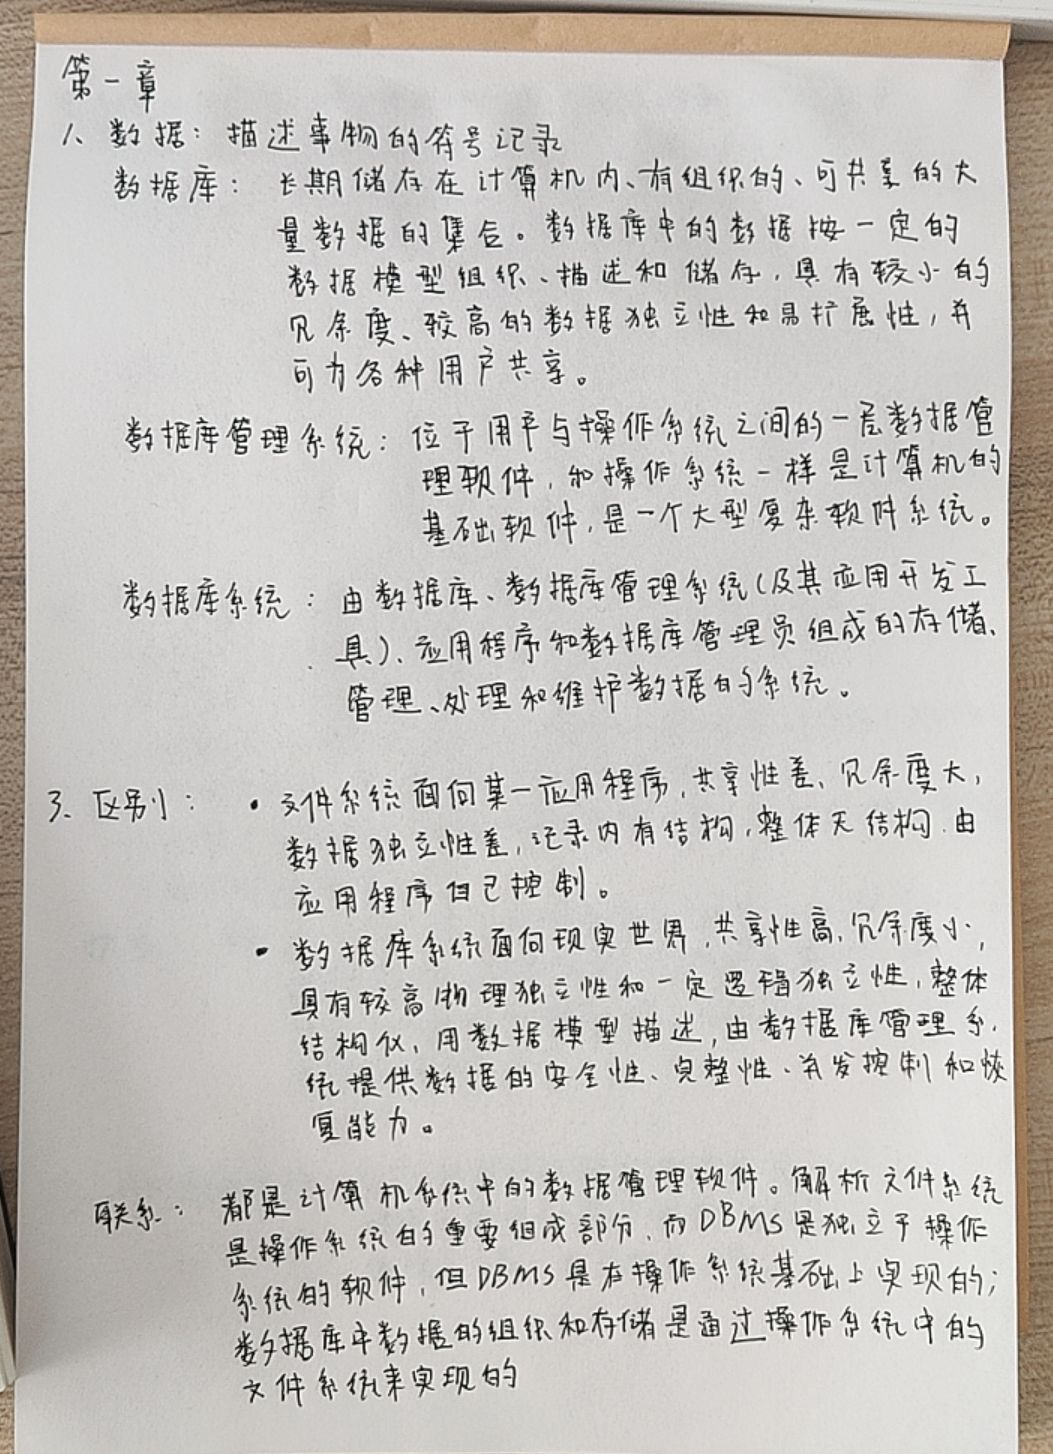 第一章
1、数据：描述事物的符号记录
数据库：长期储存在计算机内、有组织的、可共享的大
量数据的集合。数据库中的数据按一定的
数据模型组织、描述和储存，具有较小的
冗余度、较高的数据独立性和易扩展性，并
可为各种用户共享。
数据库管理系统：位于用户与操作系统之间的一层数据管
理软件，和操作系统一样是计算机的
基础软件，是一个大型复杂软件系统。
数据库系统：由数据库、数据库管理系统（及其应用开发工
具）、应用程序和数据库管理员组成的存储、
管理、处理和维护数据的系统。
3、区别：• 文件系统面向某一应用程序，共享性差、冗余度大，
数据独立性差，记录内有结构，整体无结构，由
应用程序自己控制。
• 数据库系统面向现实世界，共享性高，冗余度小，
具有较高物理独立性和一定逻辑独立性，整体
结构化，用数据模型描述，由数据库管理系
统提供数据的安全性、完整性、并发控制和恢
复能力。
联系：都是计算机系统中的数据管理软件。解析文件系统
是操作系统的重要组成部分，而DBMS是独立于操作
系统的软件，但DBMS是在操作系统基础上实现的；
数据库中数据的组织和存储是通过操作系统中的
文件系统来实现的